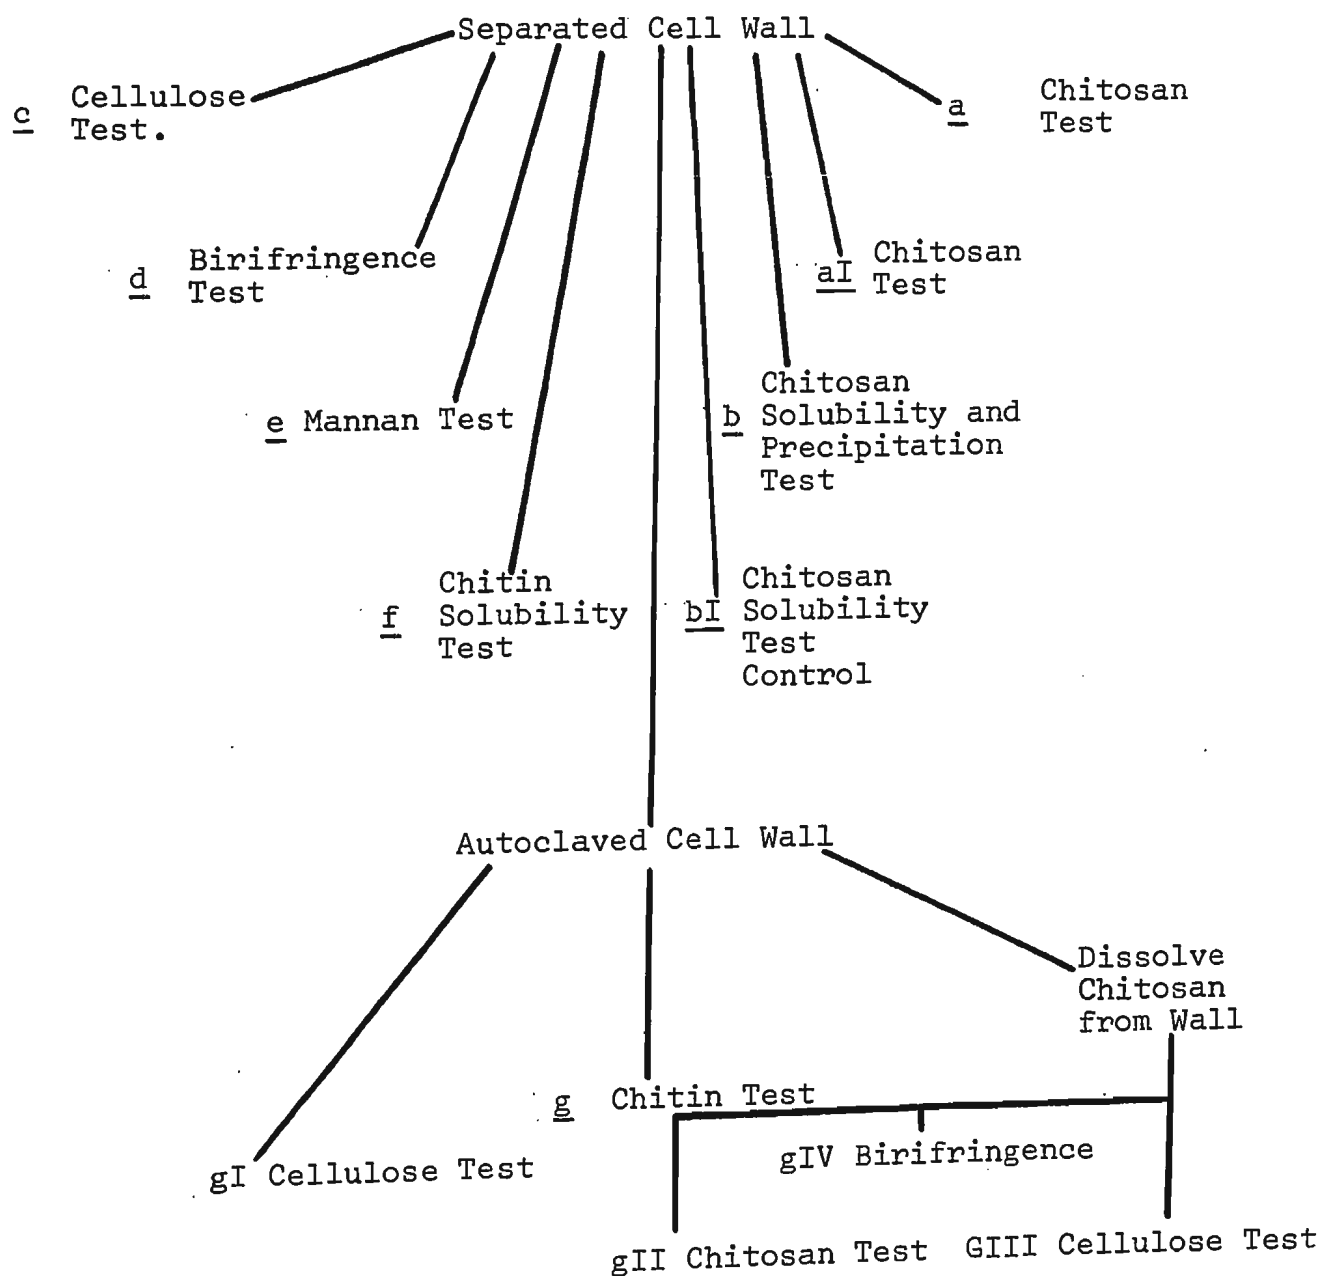 Separated Cell Wall
c Cellulose
Test.
a Chitosan
Test
d Birifringence
Test
aI Chitosan
Test
e Mannan Test
b Chitosan
Solubility and
Precipitation
Test
f Chitin
Solubility
Test
bI Chitosan
Solubility
Test
Control
Autoclaved Cell Wall
Dissolve
Chitosan
from Wall
g Chitin Test
gI Cellulose Test
gIV Birifringence
gII Chitosan Test
GIII Cellulose Test